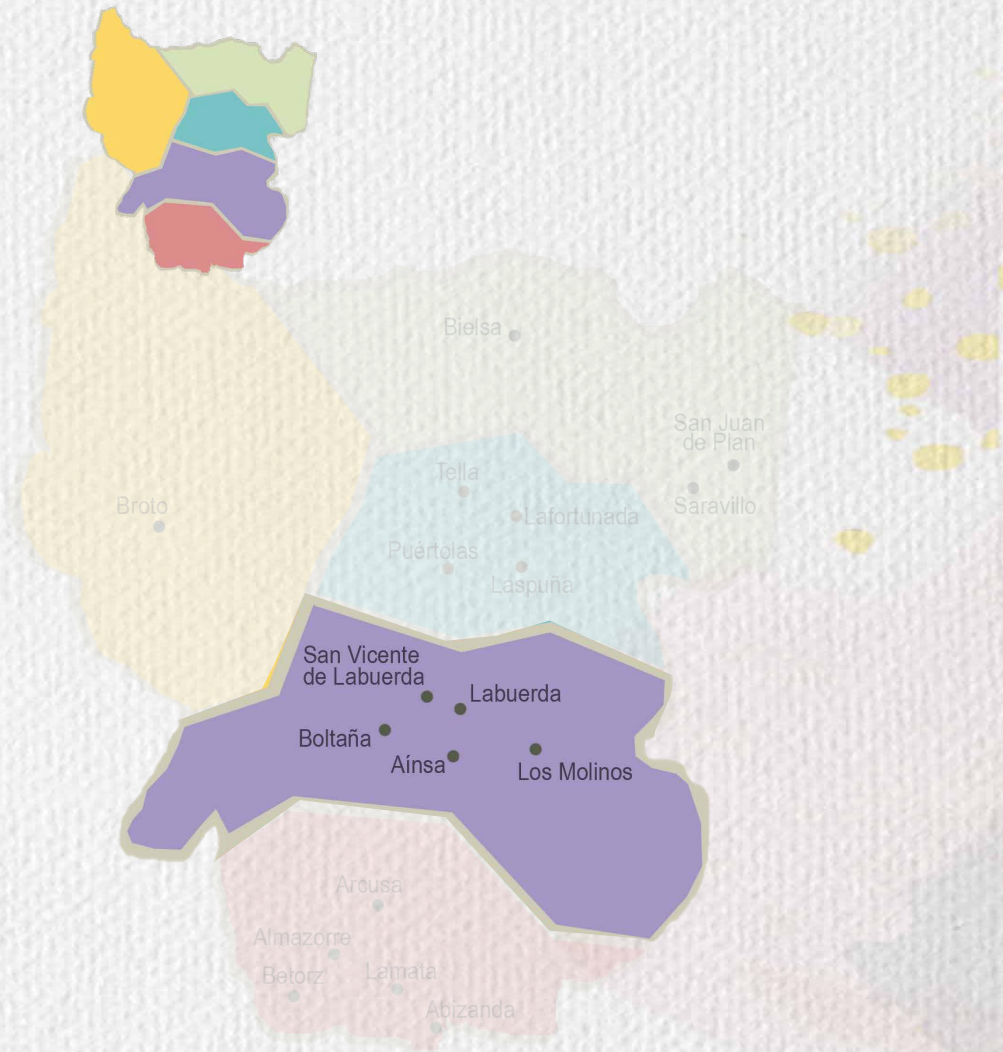 Bielsa
San Juan
de Plan
Tella
Saravillo
Broto
Lafortunada
Puértolas
Laspuña
San Vicente
de Labuerda
Labuerda
Boltaña
Aínsa
Los Molinos
Arcusa
Almazorre
Betorz
Lamata
Abizanda